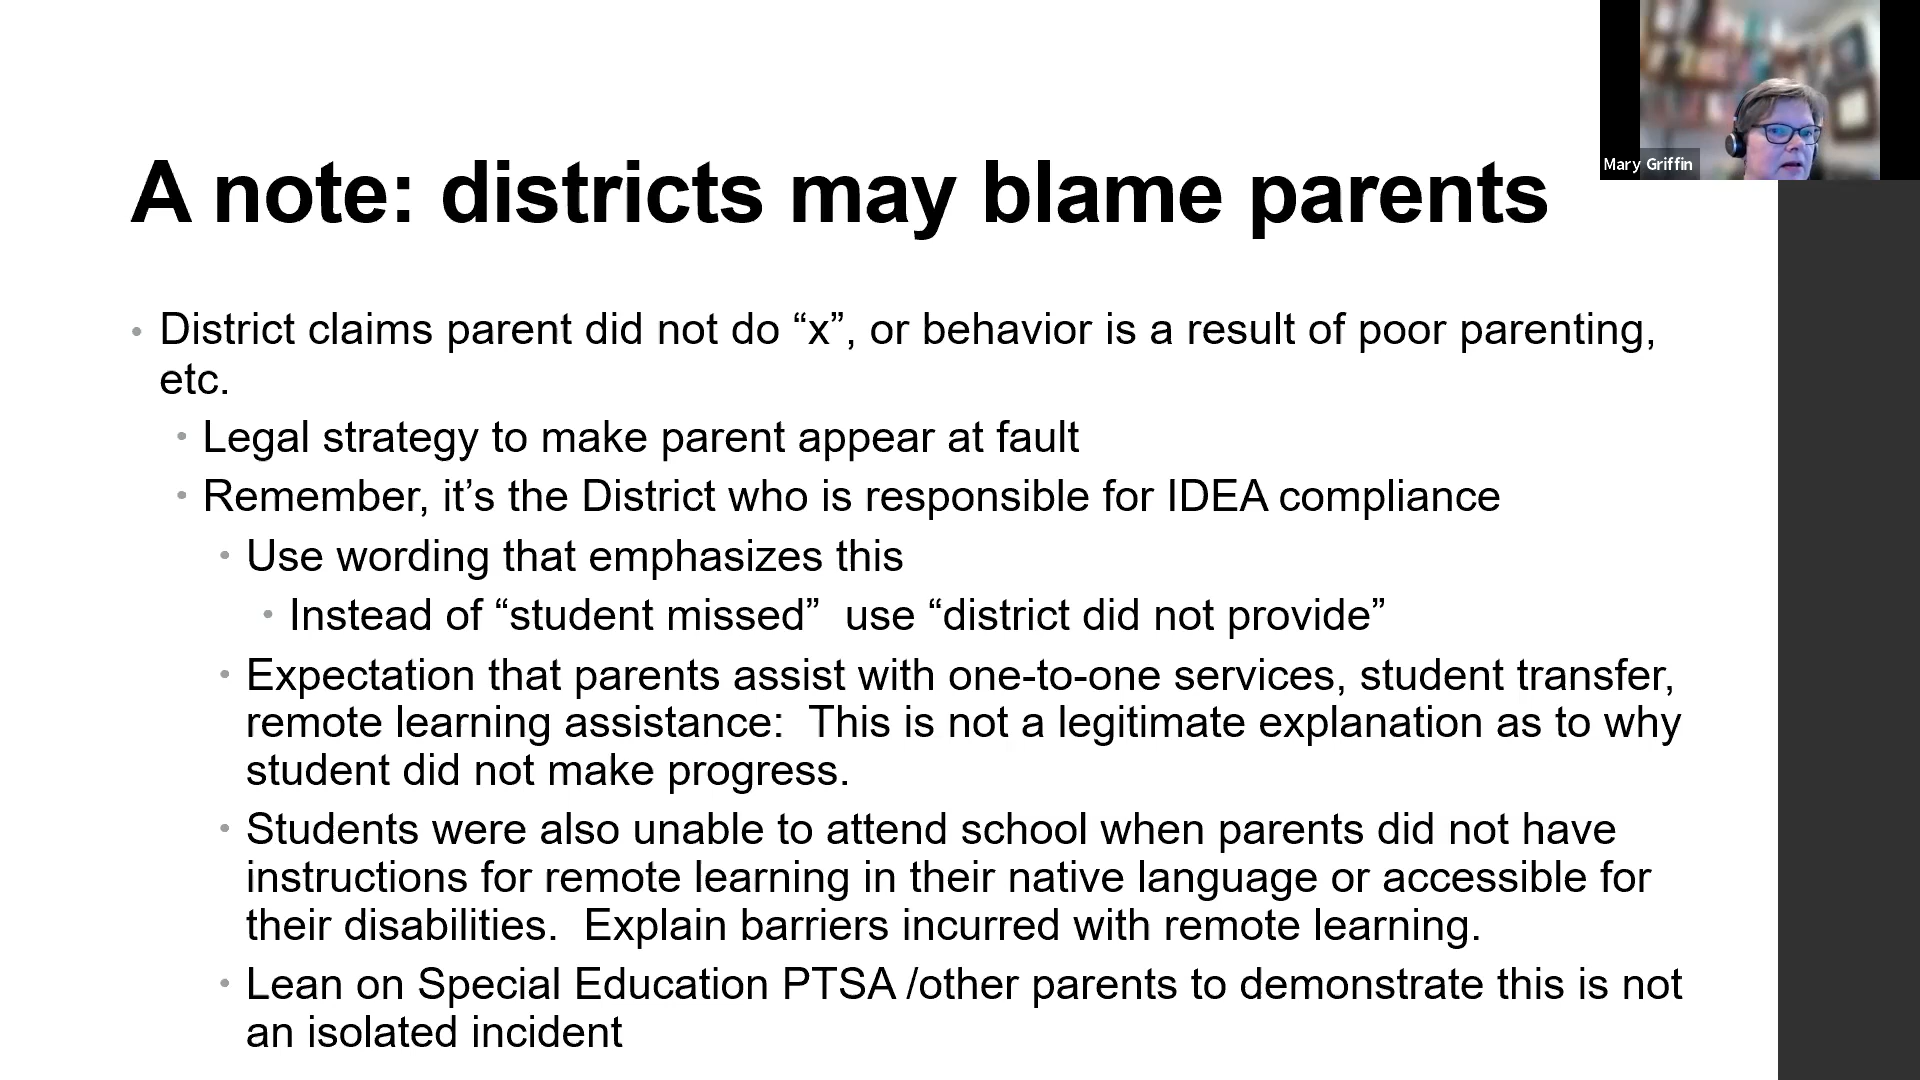 Mary Griffin
A note: districts may blame parents
• District claims parent did not do “x”, or behavior is a result of poor parenting,
etc.
• Legal strategy to make parent appear at fault
• Remember, it’s the District who is responsible for IDEA compliance
• Use wording that emphasizes this
• Instead of “student missed”  use “district did not provide”
• Expectation that parents assist with one-to-one services, student transfer,
remote learning assistance:  This is not a legitimate explanation as to why
student did not make progress.
• Students were also unable to attend school when parents did not have
instructions for remote learning in their native language or accessible for
their disabilities.  Explain barriers incurred with remote learning.
• Lean on Special Education PTSA /other parents to demonstrate this is not
an isolated incident